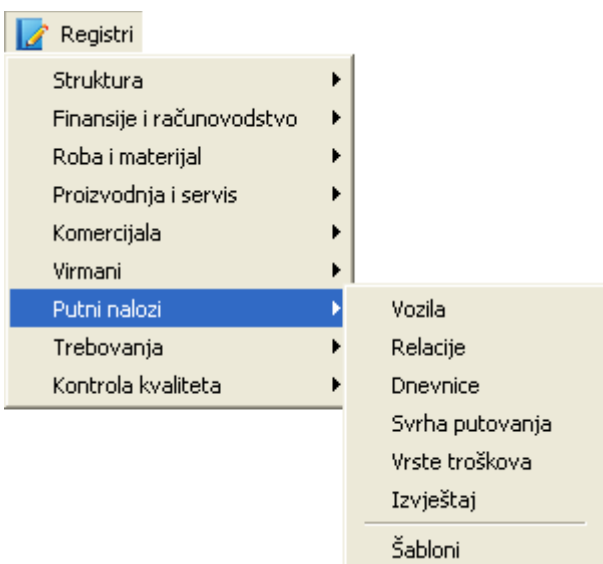 Registri
Struktura
Finansije i računovodstvo
Roba i materijal
Proizvodnja i servis
Komercijala
Virmani
Putni nalozi
Trebovanja
Kontrola kvaliteta
Vozila
Relacije
Dnevnice
Svrha putovanja
Vrste troškova
Izvještaj
Šabloni